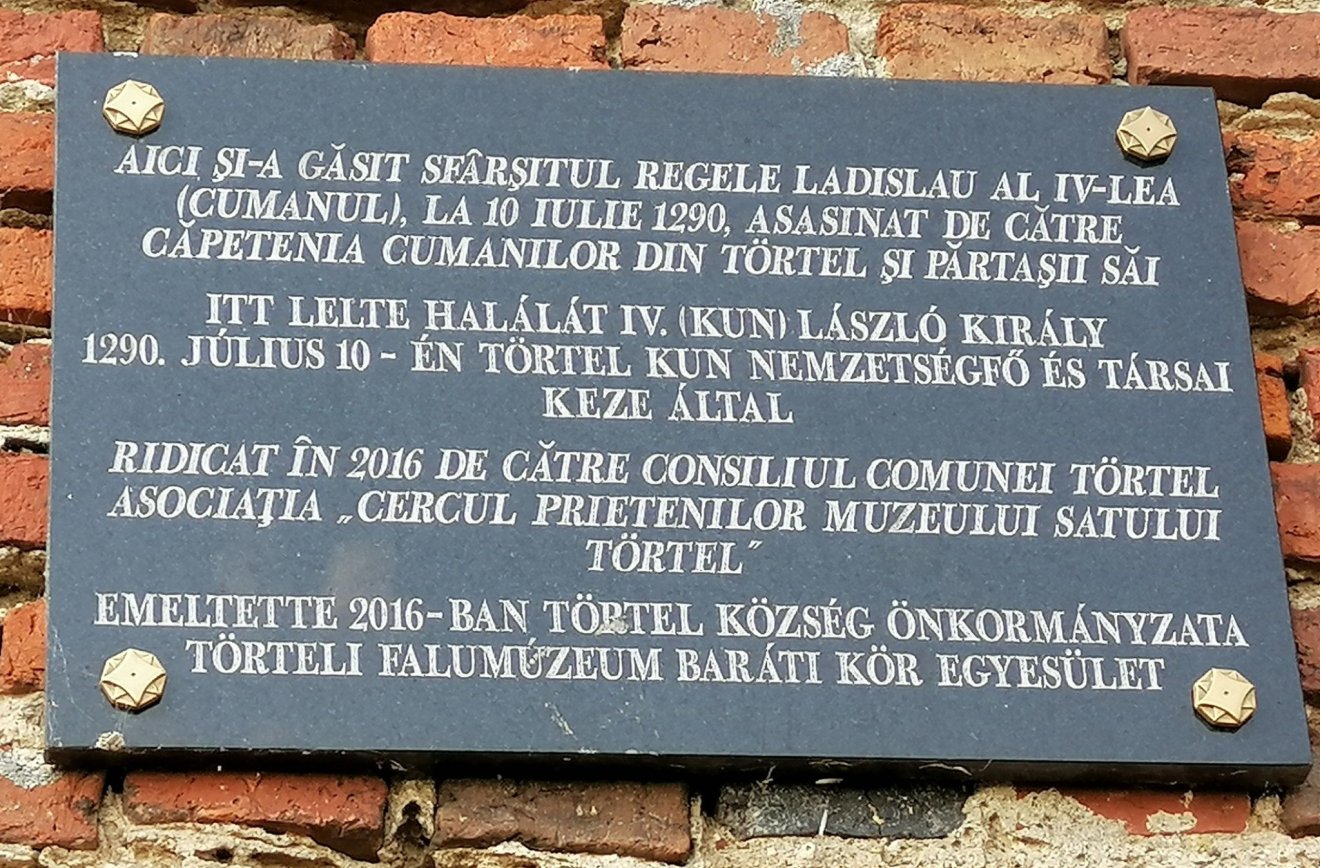 AICI ŞI-A GĂSIT SFÂRŞITUL REGELE LADISLAU AL IV-LEA
(CUMANUL), LA 10 IULIE 1290, ASASINAT DE CĂTRE
CĂPETENIA CUMANILOR DIN TÖRTEL ŞI PĂRTAŞII SĂI
ITT LELTE HALÁLÁT IV. (KUN) LÁSZLÓ KIRÁLY
1290. JÚLIUS 10 - ÉN TÖRTEL KUN NEMZETSÉGFŐ ÉS TÁRSAI
KEZE ÁLTAL
RIDICAT ÎN 2016 DE CĂTRE CONSILIUL COMUNEI TÖRTEL
ASOCIAŢIA „CERCUL PRIETENILOR MUZEULUI SATULUI
TÖRTEL”
EMELTETTE 2016-BAN TÖRTEL KÖZSÉG ÖNKORMÁNYZATA
TÖRTELI FALUMÚZEUM BARÁTI KÖR EGYESÜLET